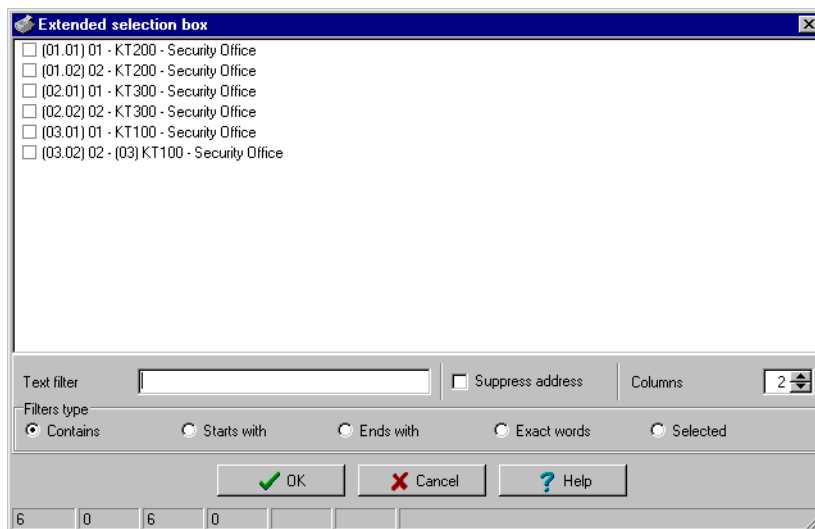 Extended selection box
(01.01) 01 - KT200 - Security Office
(01.02) 02 - KT200 - Security Office
(02.01) 01 - KT300 - Security Office
(02.02) 02 - KT300 - Security Office
(03.01) 01 - KT100 - Security Office
(03.02) 02 - (03) KT100 - Security Office
Text filter Suppress address Columns 2
Filters type
Contains Starts with Ends with Exact words Selected
OK Cancel Help
6 0 6 0